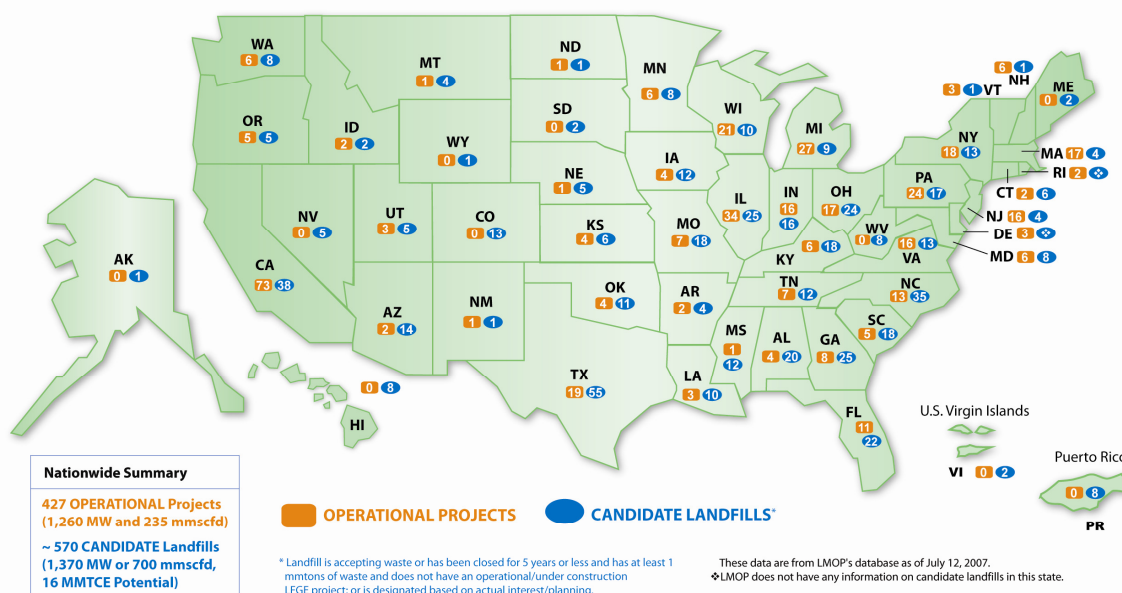 WA
6 8
MT
1 4
ND
1 1
MN
6 8
6 1
NH
3 1 VT
ME
0 2
OR
5 5
ID
2 2
WY
0 1
SD
0 2
WI
21 10
MI
27 9
NY
18 13
MA 17 4
RI 2 ❖
CT 2 6
NJ 16 4
DE 3 ❖
MD 6 8
IA
4 12
NE
1 5
PA
24 17
IL
34 25
IN
16
16
OH
17 24
WV
0 8
16 13
VA
NV
0 5
UT
3 5
CO
0 13
KS
4 6
MO
7 18
6 18
KY
AK
0 1
CA
73 38
AZ
2 14
NM
1 1
OK
4 11
AR
2 4
TN
7 12
NC
13 35
SC
5 18
MS
1
12
AL
4 20
GA
8 25
TX
19 55
LA
3 10
FL
11
22
0 8
HI
U.S. Virgin Islands
VI 0 2
Puerto Rico
0 8
PR
Nationwide Summary
427 OPERATIONAL Projects
(1,260 MW and 235 mmscfd)
~ 570 CANDIDATE Landfills
(1,370 MW or 700 mmscfd,
16 MMTCE Potential)
OPERATIONAL PROJECTS
CANDIDATE LANDFILLS*
* Landfill is accepting waste or has been closed for 5 years or less and has at least 1
mmtons of waste and does not have an operational/under construction
LFGE project; or is designated based on actual interest/planning.
These data are from LMOP's database as of July 12, 2007.
❖LMOP does not have any information on candidate landfills in this state.